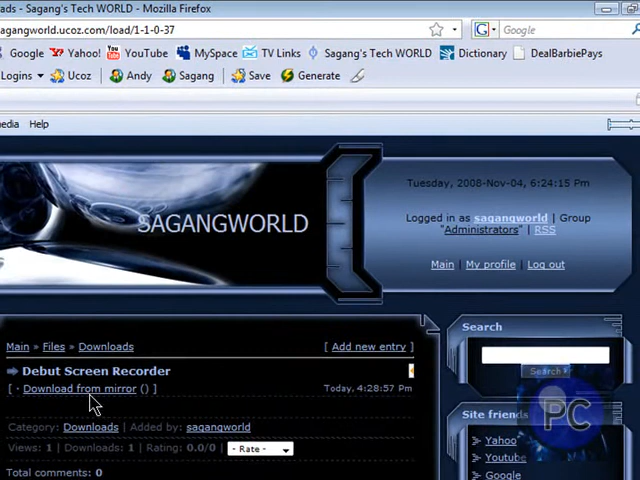 ads - Sagang's Tech WORLD - Mozilla Firefox
agangworld.ucoz.com/load/1-1-0-37
Google
Google Yahoo! YouTube MySpace TV Links Sagang's Tech WORLD Dictionary DealBarbiePays
Logins Ucoz Andy Sagang Save Generate
media Help
SAGANGWORLD
Tuesday, 2008-Nov-04, 6:24:15 Pm
Logged in as sagangworld | Group
"Administrators" | RSS
Main | My profile | Log out
Main » Files » Downloads
[ Add new entry ]
Debut Screen Recorder
[ · Download from mirror () ]
Today, 4:28:57 Pm
Category: Downloads | Added by: sagangworld
Views: 1 | Downloads: 1 | Rating: 0.0/0 | - Rate -
Total comments: 0
Search
Search
Site friends
Yahoo
Youtube
Google
PC